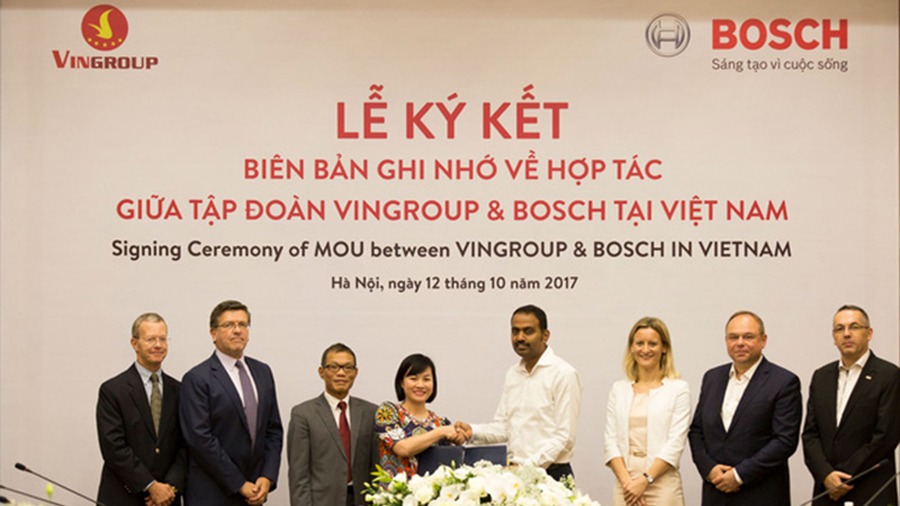 VINGROUP
BOSCH
Sáng tạo vì cuộc sống
LỄ KÝ KẾT
BIÊN BẢN GHI NHỚ VỀ HỢP TÁC
GIỮA TẬP ĐOÀN VINGROUP & BOSCH TẠI VIỆT NAM
Signing Ceremony of MOU between VINGROUP & BOSCH IN VIETNAM
Hà Nội, ngày 12 tháng 10 năm 2017